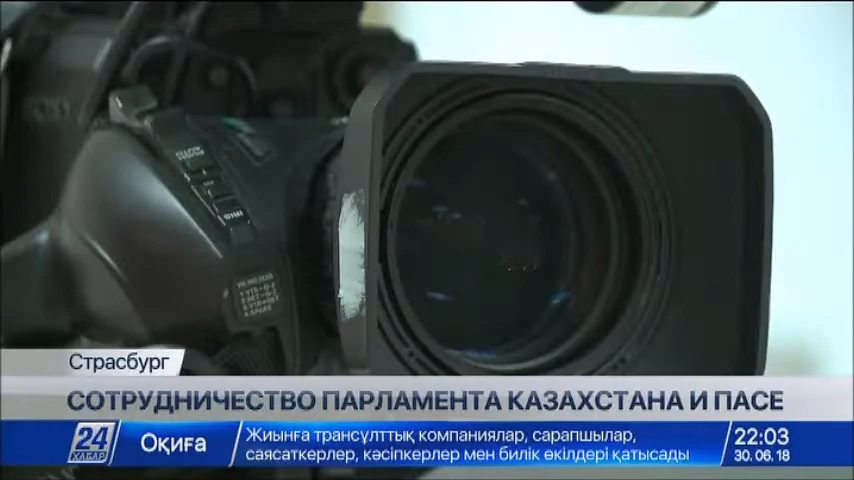 IRIS
Страсбург
СОТРУДНИЧЕСТВО ПАРЛАМЕНТА КАЗАХСТАНА И ПАСЕ
24
ХАБАР
Оқиға
Жиынға трансұлттық компаниялар, сарапшылар,
саясаткерлер, кәсіпкерлер мен билік өкілдері қатысады
22:03
30.06.18